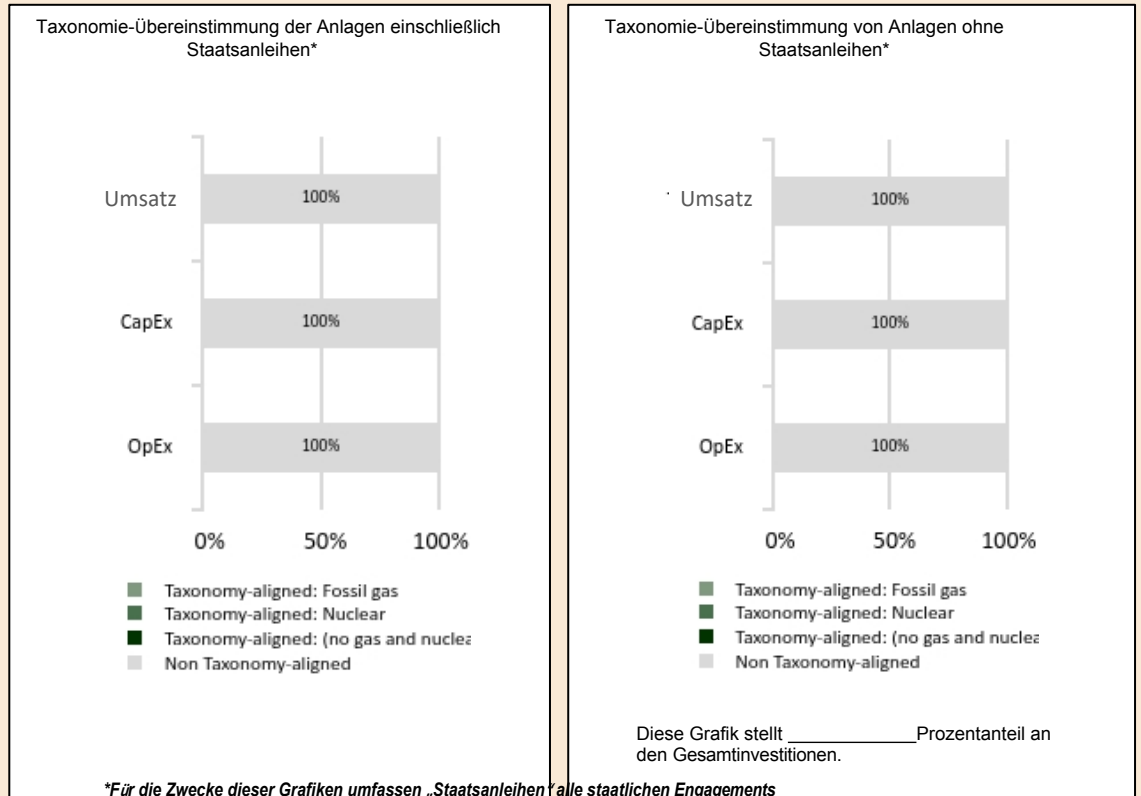 Taxonomie-Übereinstimmung der Anlagen einschließlich
Staatsanleihen*
Umsatz
100%
CapEx
100%
OpEx
100%
0% 50% 100%
Taxonomy-aligned: Fossil gas
Taxonomy-aligned: Nuclear
Taxonomy-aligned: (no gas and nuclea
Non Taxonomy-aligned
Taxonomie-Übereinstimmung von Anlagen ohne
Staatsanleihen*
Umsatz
100%
CapEx
100%
OpEx
100%
0% 50% 100%
Taxonomy-aligned: Fossil gas
Taxonomy-aligned: Nuclear
Taxonomy-aligned: (no gas and nuclea
Non Taxonomy-aligned
Diese Grafik stellt _____________Prozentanteil an
den Gesamtinvestitionen.
*Für die Zwecke dieser Grafiken umfassen „Staatsanleihen“ alle staatlichen Engagements